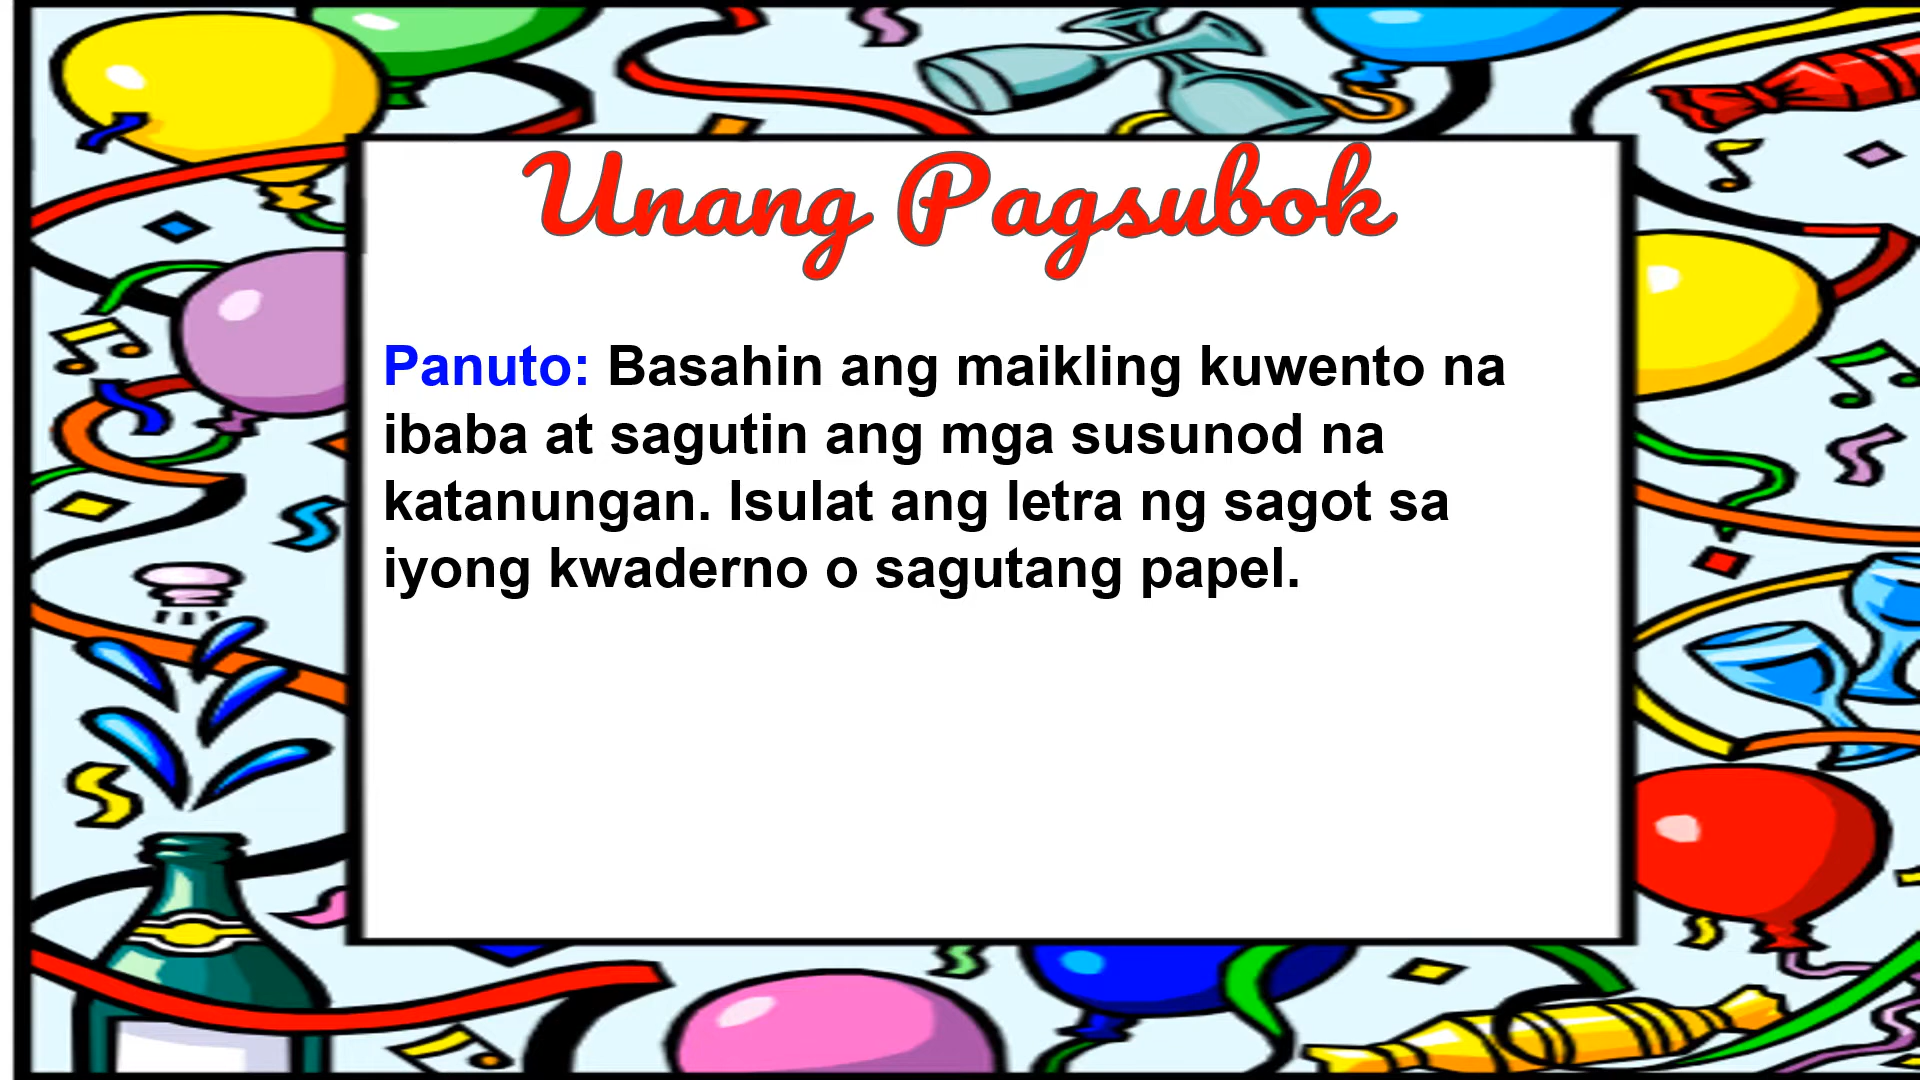 Unang Pagsubok
Panuto: Basahin ang maikling kuwento na
ibaba at sagutin ang mga susunod na
katanungan. Isulat ang letra ng sagot sa
iyong kwaderno o sagutang papel.